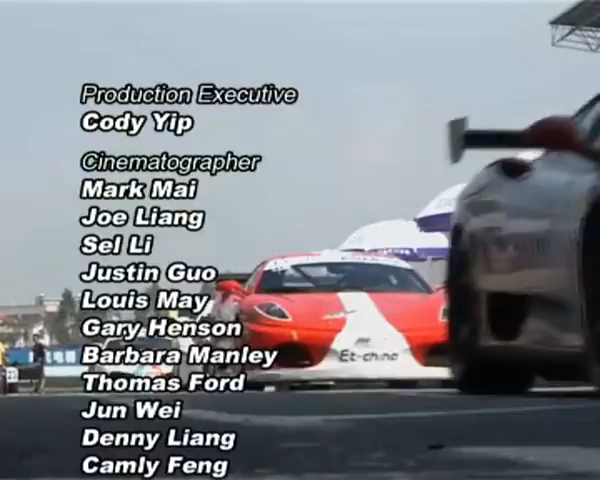 Production Executive
Cody Yip
Cinematographer
Mark Mai
Joe Liang
Sel Li
Justin Guo
Louis May
Gary Henson
Barbara Manley
Thomas Ford
Jun Wei
Denny Liang
Camly Feng
Et-china